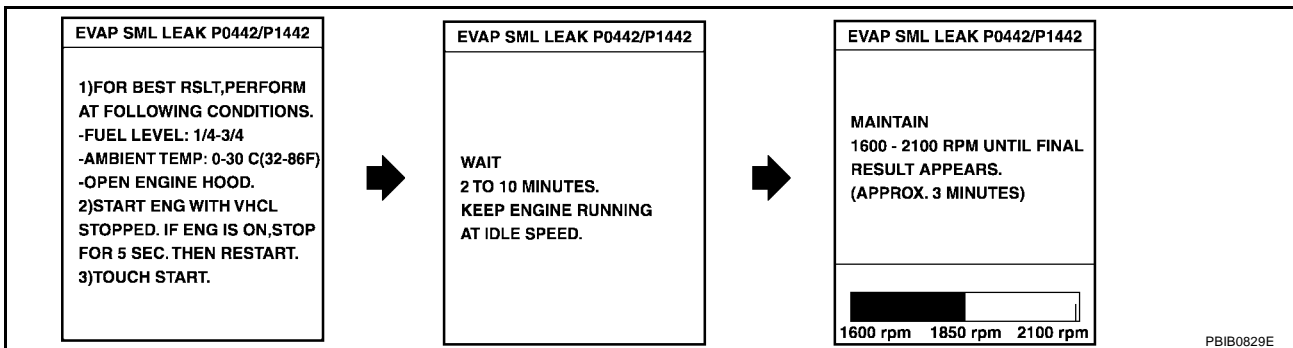 EVAP SML LEAK P0442/P1442
1)FOR BEST RSLT,PERFORM
AT FOLLOWING CONDITIONS.
-FUEL LEVEL: 1/4-3/4
-AMBIENT TEMP: 0-30 C(32-86F)
-OPEN ENGINE HOOD.
2)START ENG WITH VHCL
STOPPED. IF ENG IS ON,STOP
FOR 5 SEC. THEN RESTART.
3)TOUCH START.
EVAP SML LEAK P0442/P1442
WAIT
2 TO 10 MINUTES.
KEEP ENGINE RUNNING
AT IDLE SPEED.
EVAP SML LEAK P0442/P1442
MAINTAIN
1600 - 2100 RPM UNTIL FINAL
RESULT APPEARS.
(APPROX. 3 MINUTES)
1600 rpm 1850 rpm 2100 rpm
PBIB0829E